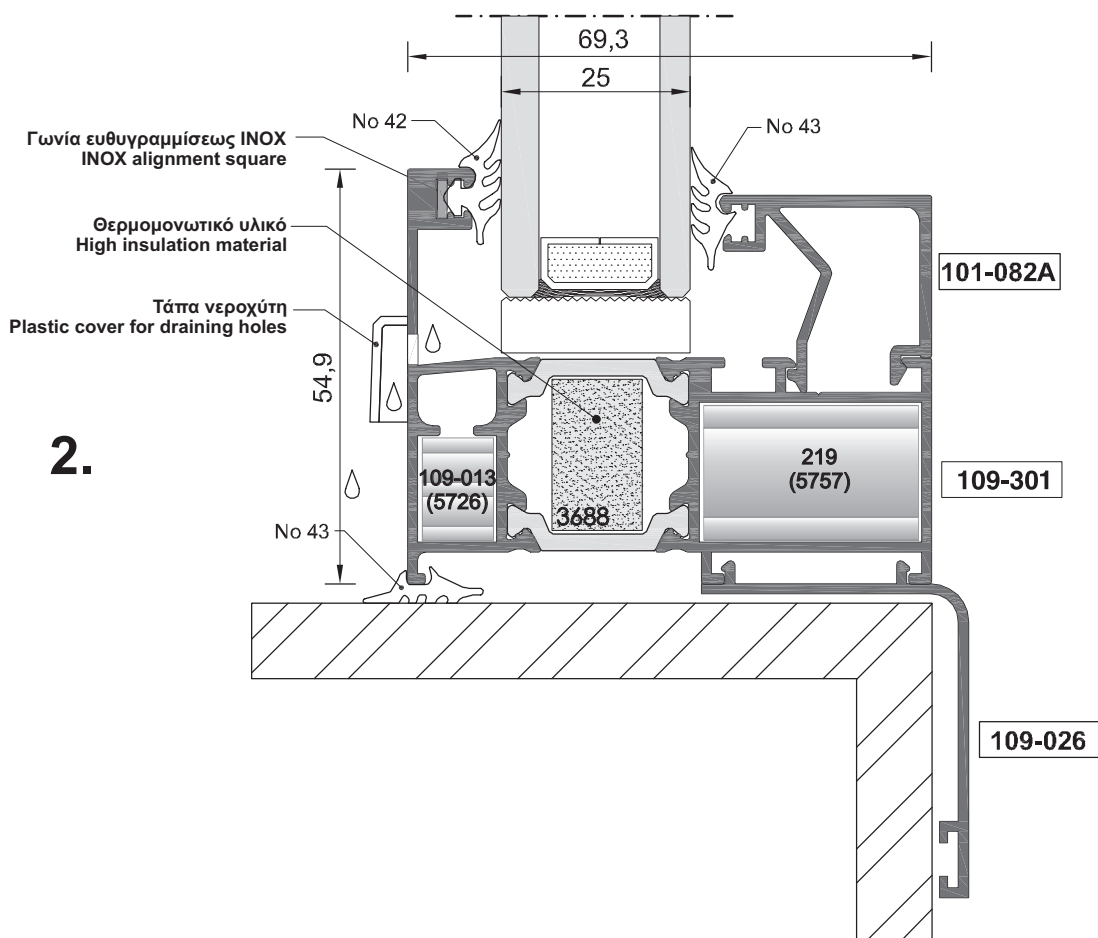 69,3
25
No 42
No 43
Γωνία ευθυγραμμίσεως INOX
INOX alignment square
Θερμομονωτικό υλικό
High insulation material
101-082A
Τάπα νεροχύτη
Plastic cover for draining holes
54,9
2.
109-013
(5726)
219
(5757)
109-301
3688
No 43
109-026